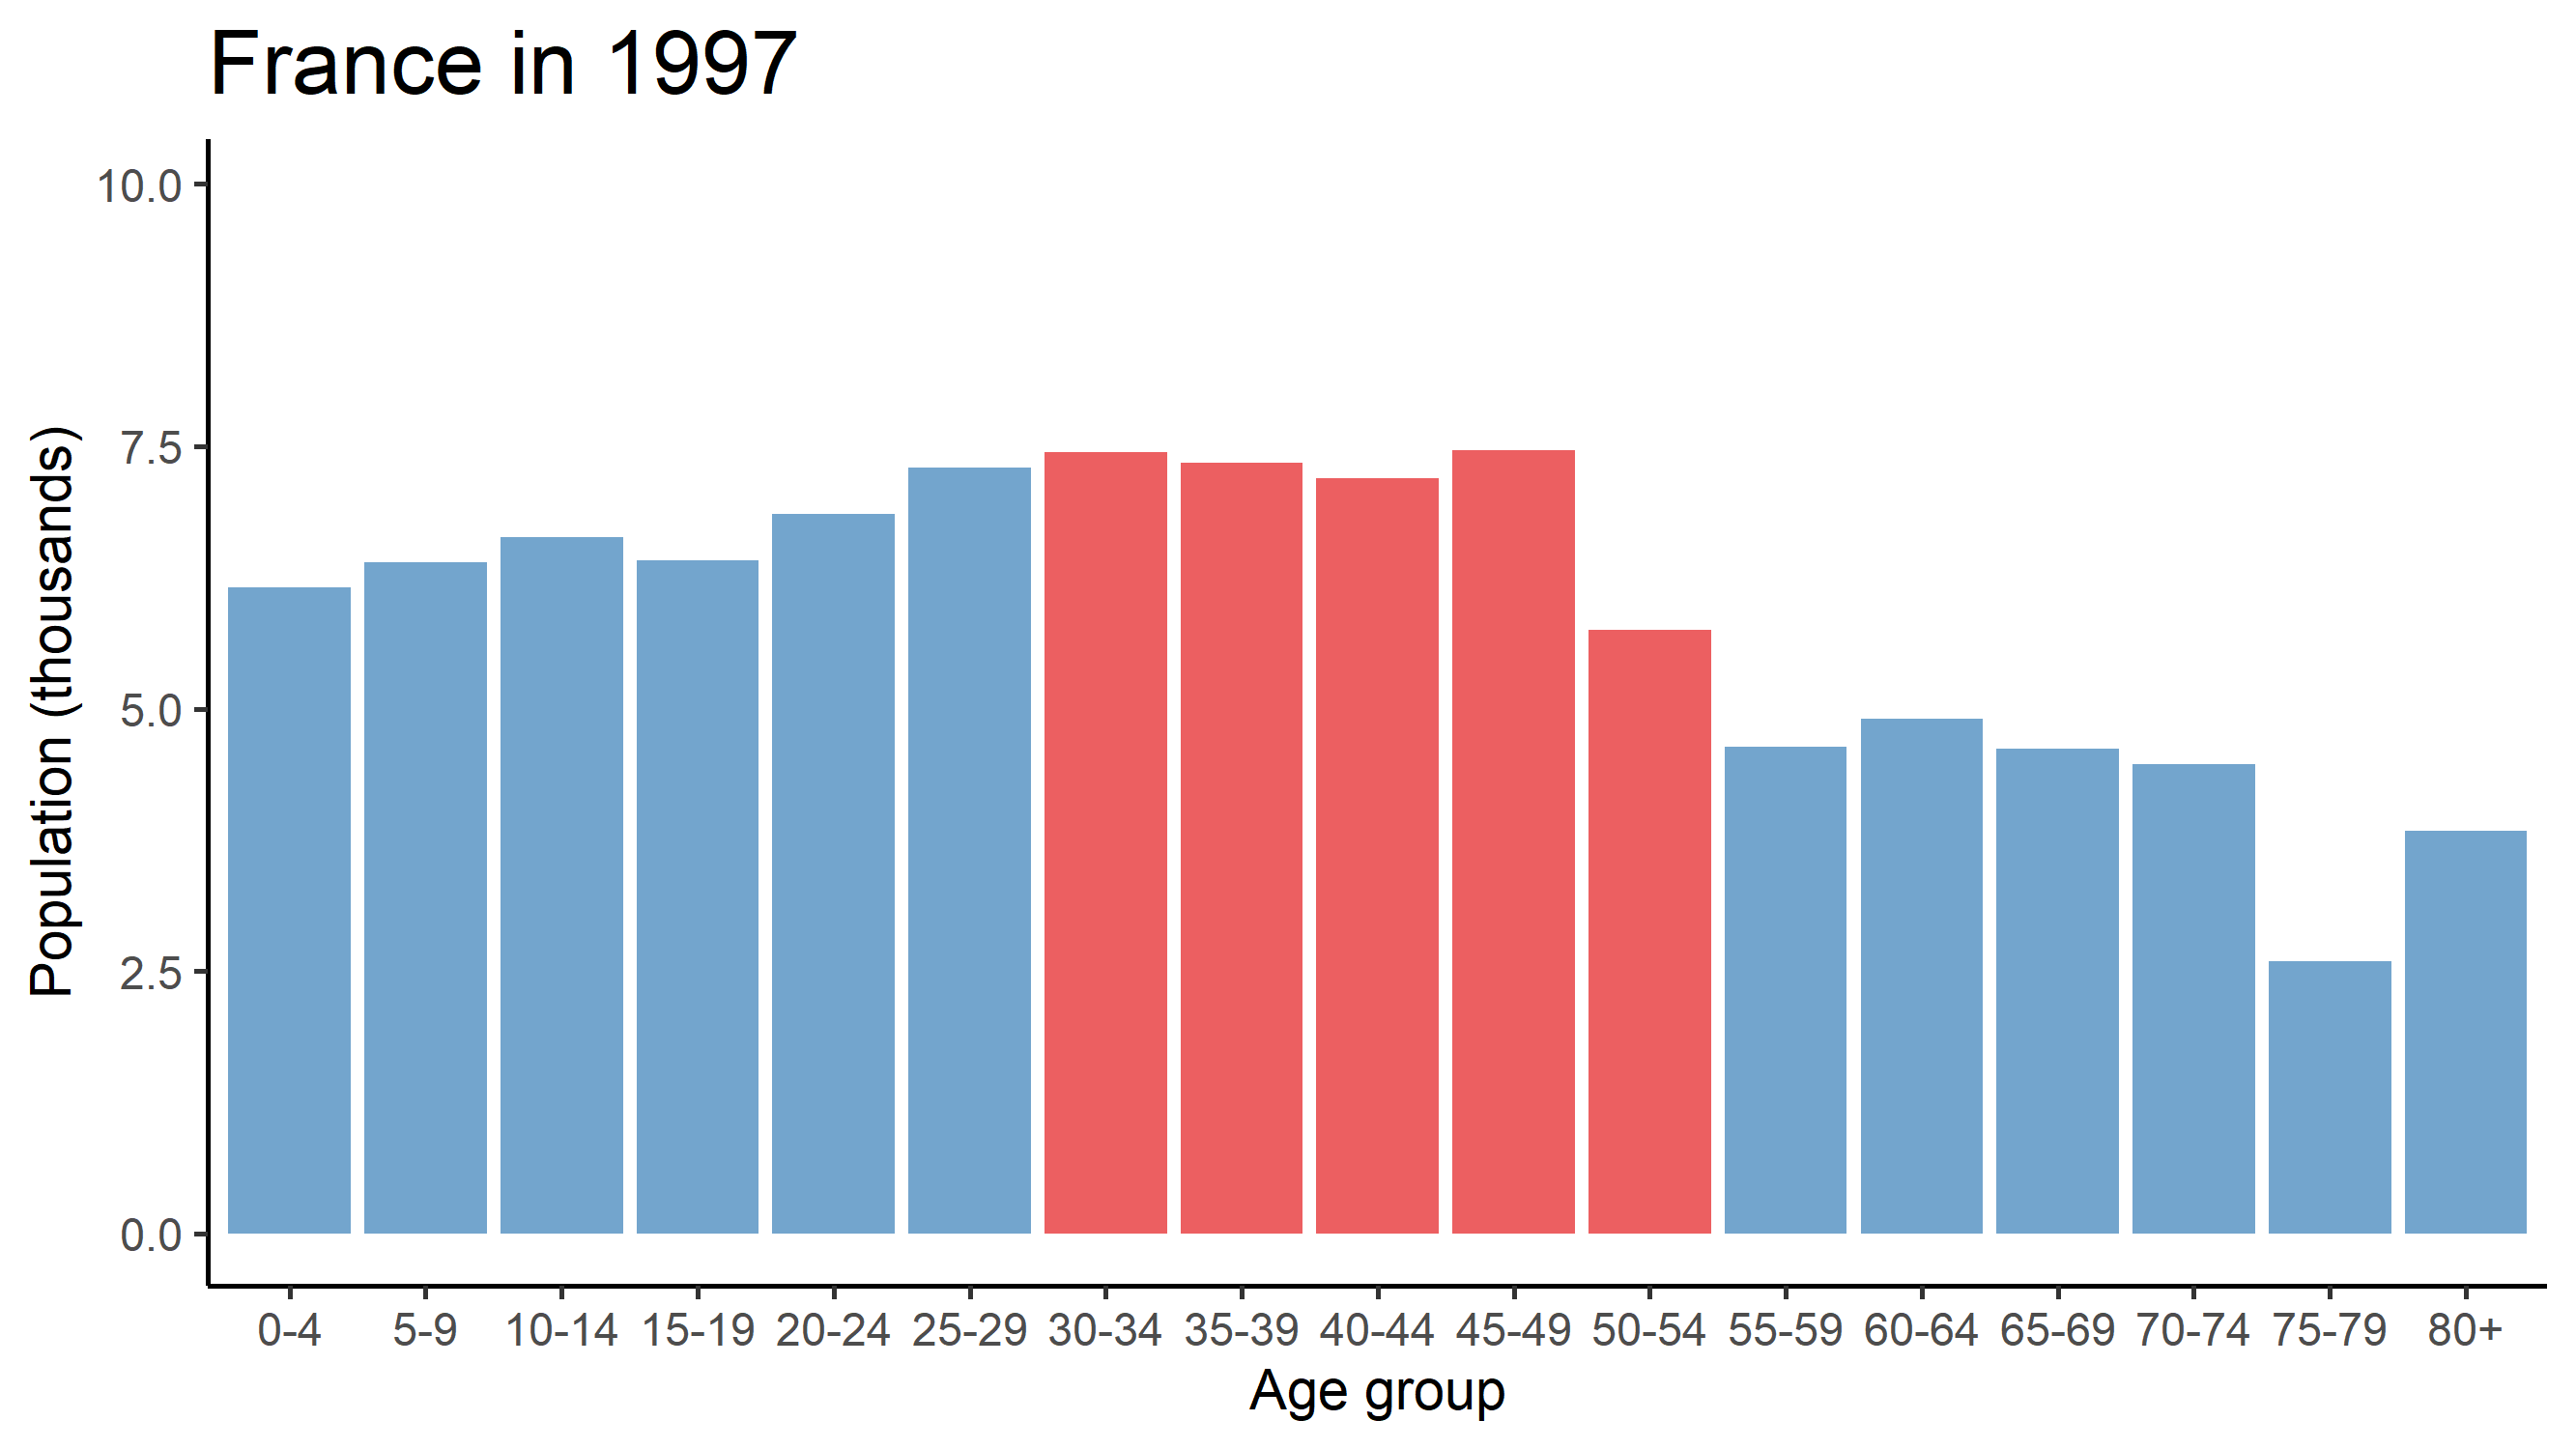 France in 1997
Population (thousands)
10.0
7.5
5.0
2.5
0.0
0-4 5-9 10-14 15-19 20-24 25-29 30-34 35-39 40-44 45-49 50-54 55-59 60-64 65-69 70-74 75-79 80+
Age group